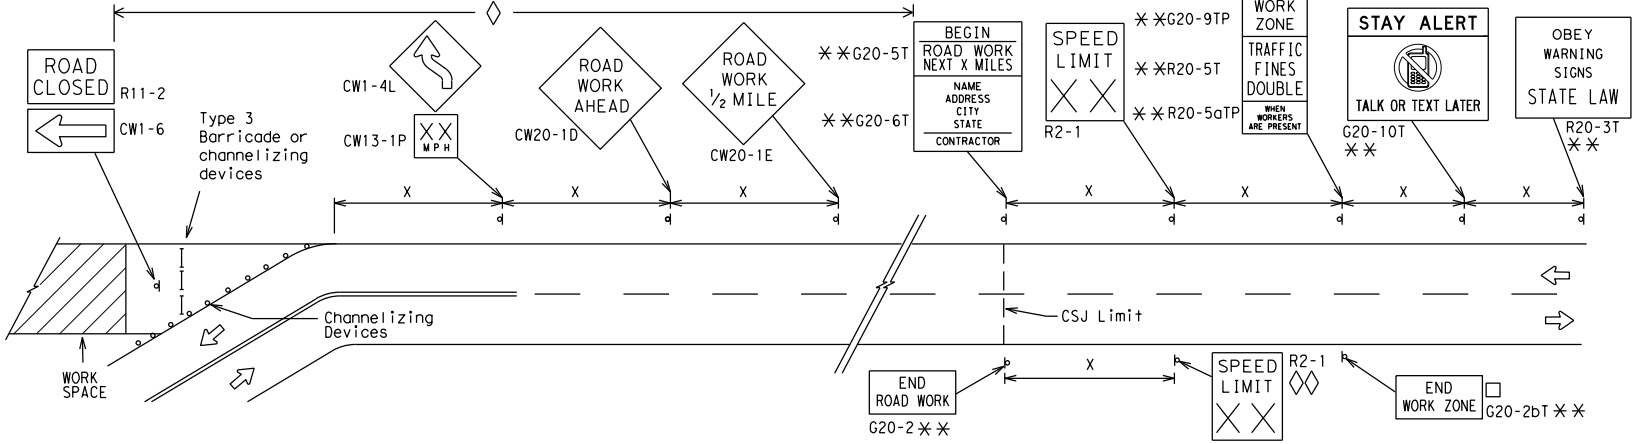 ROAD
CLOSED
R11-2
CW1-6
Type 3
Barricade or
channelizing
devices
CW1-4L
XX
MPH
CW13-1P
ROAD
WORK
AHEAD
CW20-1D
ROAD
WORK
1/2 MILE
CW20-1E
**G20-5T
**G20-6T
BEGIN
ROAD WORK
NEXT X MILES
NAME
ADDRESS
CITY
STATE
CONTRACTOR
SPEED
LIMIT
XX
R2-1
**G20-9TP
**R20-5T
**R20-5aTP
WORK
ZONE
TRAFFIC
FINES
DOUBLE
WHEN
WORKERS
ARE PRESENT
STAY ALERT
TALK OR TEXT LATER
G20-10T
**
OBEY
WARNING
SIGNS
STATE LAW
R20-3T
**
X
X
X
X
X
X
X
Channelizing
Devices
CSJ Limit
WORK
SPACE
X
END
ROAD WORK
G20-2 **
SPEED
LIMIT
XX
R2-1
END
WORK ZONE
G20-2bT **